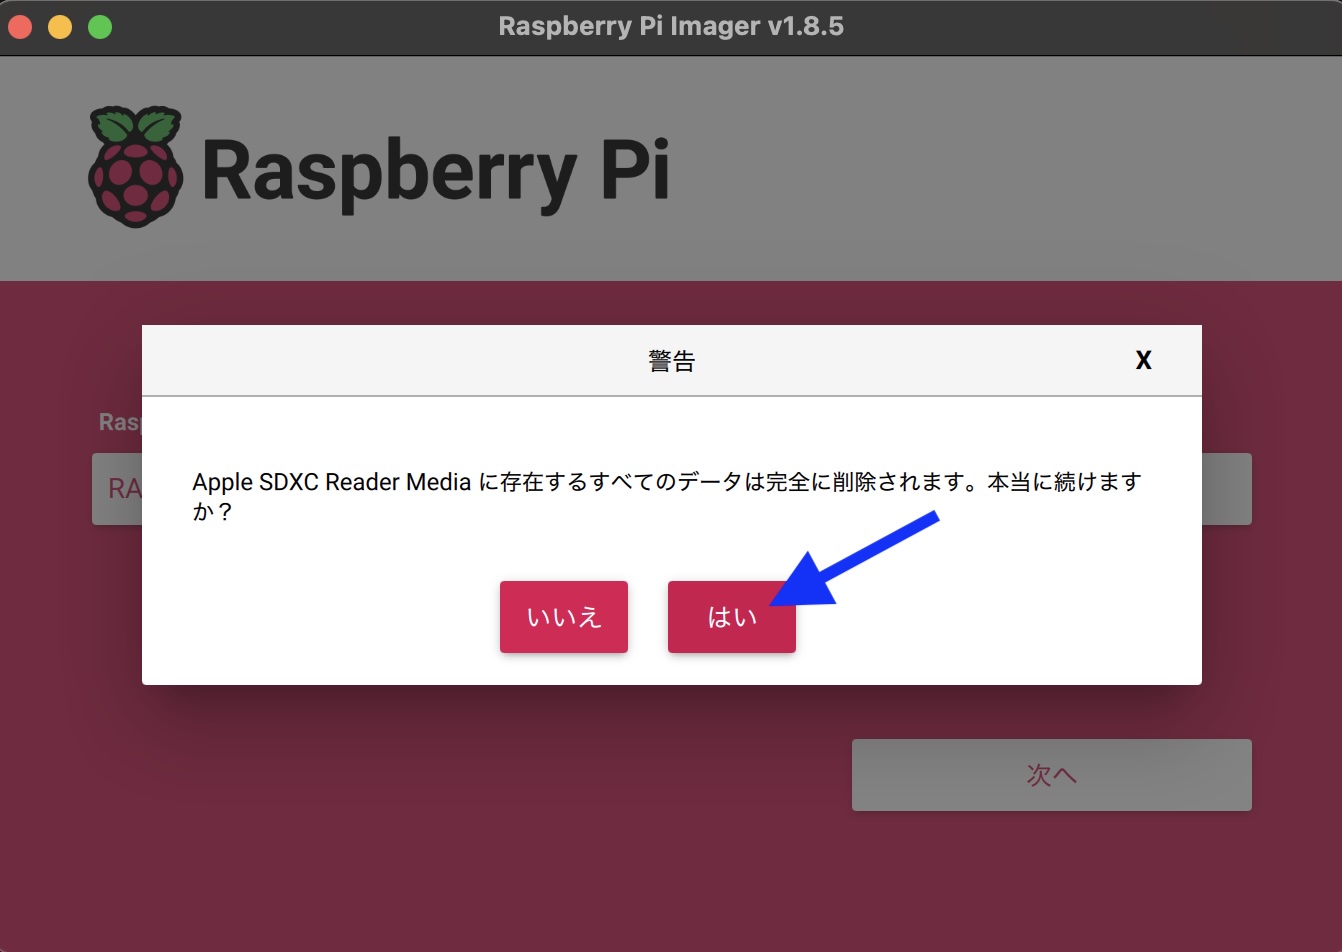 Raspberry Pi Imager v1.8.5
Raspberry Pi
警告
X
Rasp
RA
Apple SDXC Reader Media に存在するすべてのデータは完全に削除されます。本当に続けます
か？
いいえ
はい
次へ